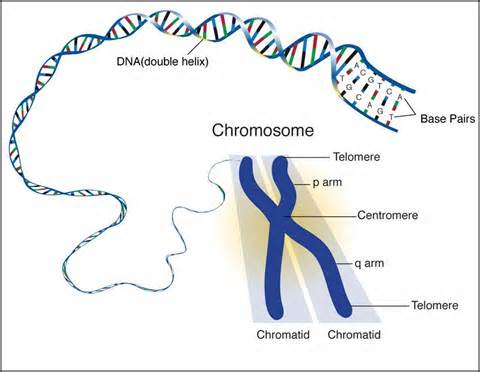 DNA(double helix)
A C G T C A
T G C A G T
Base Pairs
Chromosome
Telomere
p arm
Centromere
q arm
Telomere
Chromatid
Chromatid